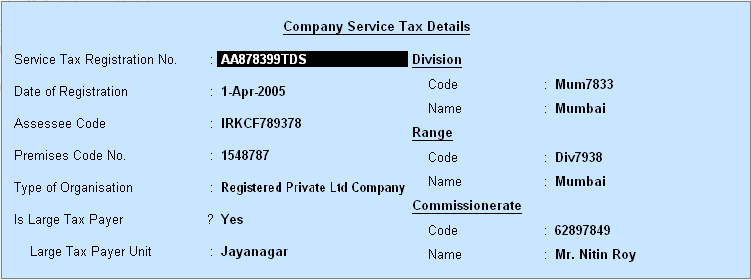 Company Service Tax Details
Service Tax Registration No. : AA878399TDS
Date of Registration : 1-Apr-2005
Assessee Code : IRKCF789378
Premises Code No. : 1548787
Type of Organisation : Registered Private Ltd Company
Is Large Tax Payer ? Yes
Large Tax Payer Unit : Jayanagar
Division
Code : Mum7833
Name : Mumbai
Range
Code : Div7938
Name : Mumbai
Commissionerate
Code : 62897849
Name : Mr. Nitin Roy